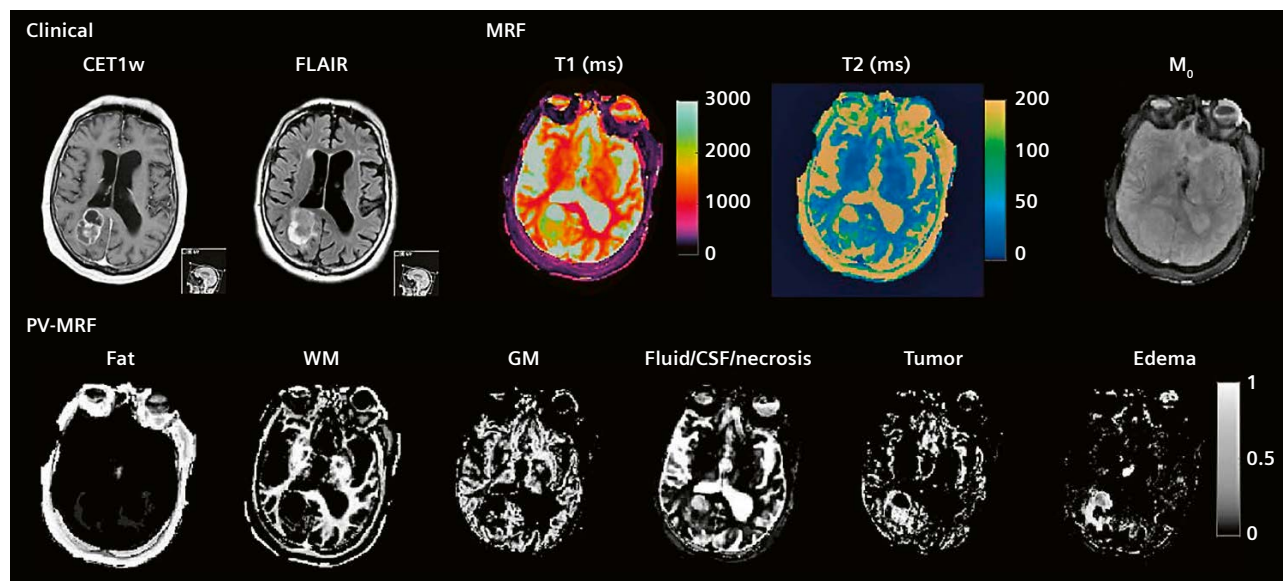 Clinical
MRF
CET1w
FLAIR
T1 (ms)
T2 (ms)
M₀
3000
2000
1000
0
200
100
50
0
PV-MRF
Fat
WM
GM
Fluid/CSF/necrosis
Tumor
Edema
1
0.5
0